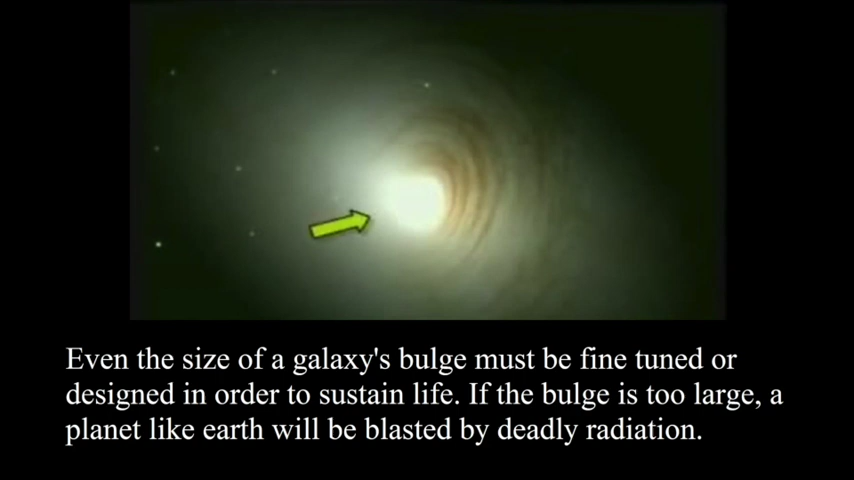 Even the size of a galaxy's bulge must be fine tuned or
designed in order to sustain life. If the bulge is too large, a
planet like earth will be blasted by deadly radiation.